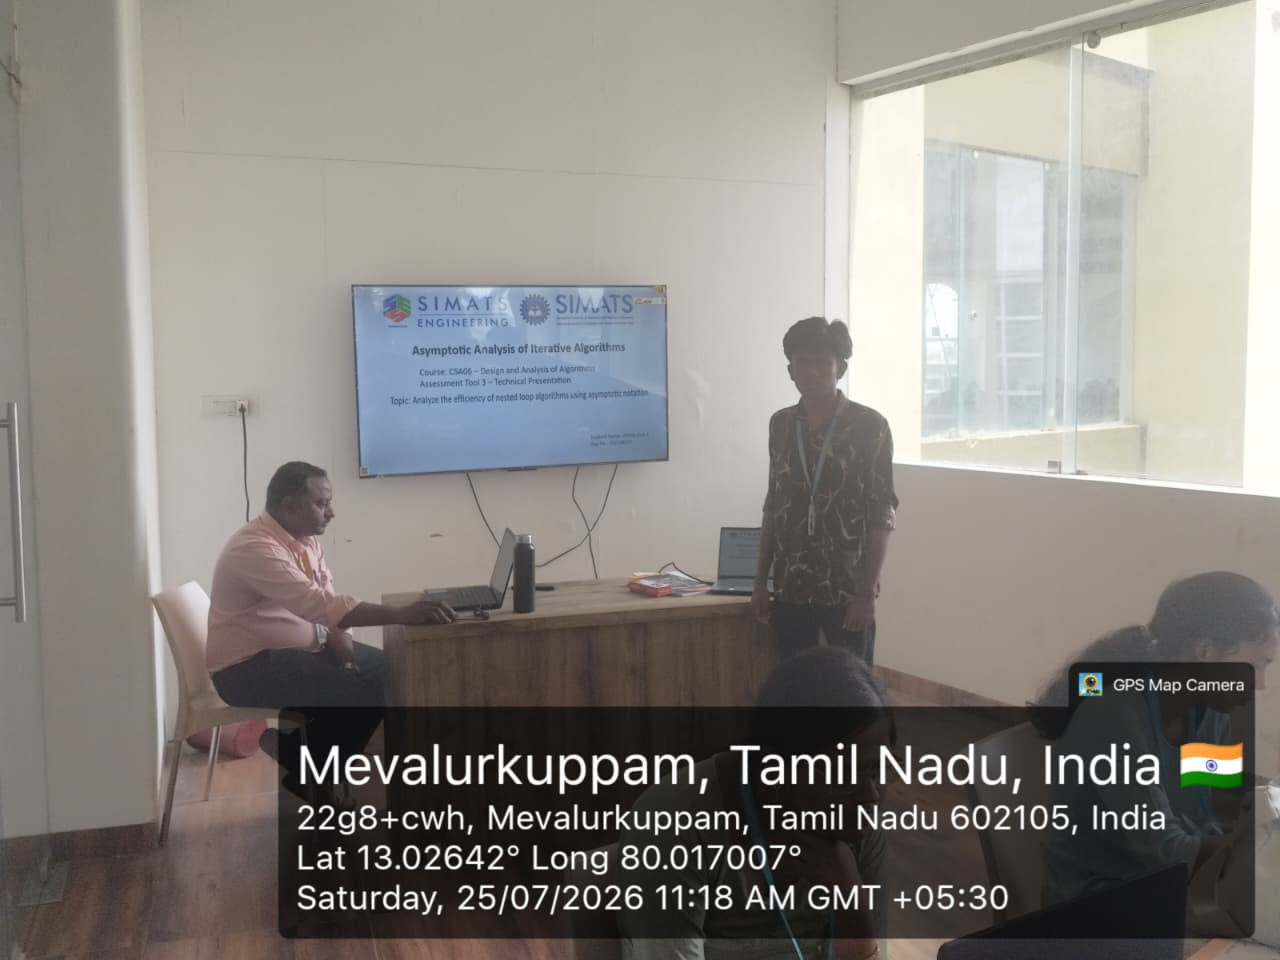 SIMATS
ENGINEERING
SIMATS
Asymptotic Analysis of Iterative Algorithms
Course: CSA06 – Design and Analysis of Algorithms
Assessment Tool 3 – Technical Presentation
Topic: Analyze the efficiency of nested loop algorithms using asymptotic notation
GPS Map Camera
Mevalurkuppam, Tamil Nadu, India
22g8+cwh, Mevalurkuppam, Tamil Nadu 602105, India
Lat 13.02642° Long 80.017007°
Saturday, 25/07/2026 11:18 AM GMT +05:30